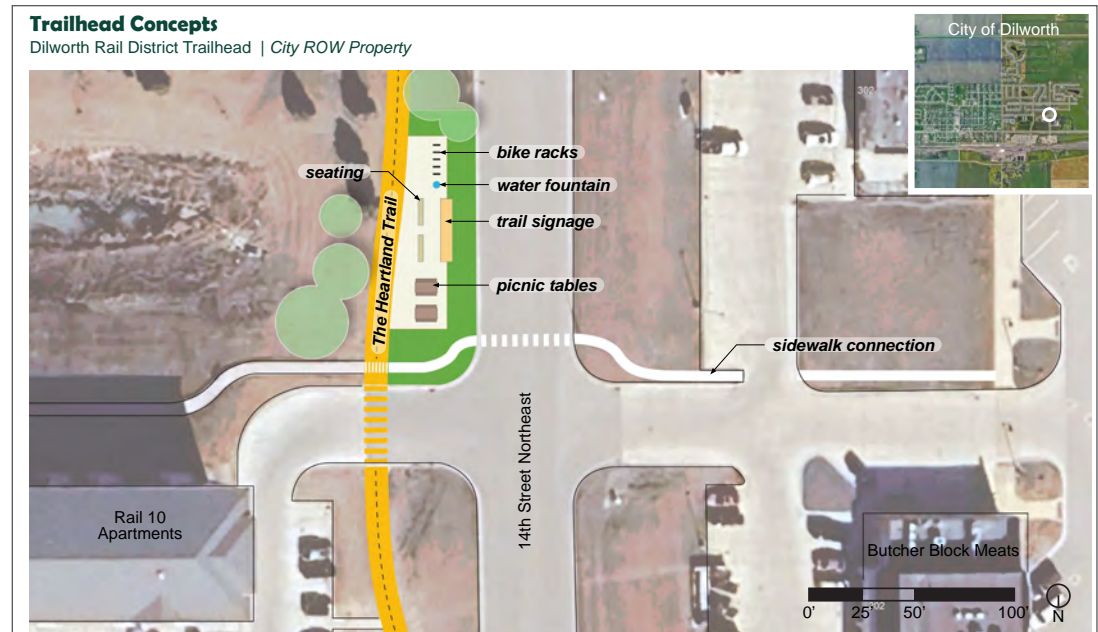 Trailhead Concepts
Dilworth Rail District Trailhead | City ROW Property
City of Dilworth
302
bike racks
seating
water fountain
trail signage
The Heartland Trail
picnic tables
sidewalk connection
14th Street Northeast
Rail 10
Apartments
Butcher Block Meats
302
0' 25' 50' 100'
N